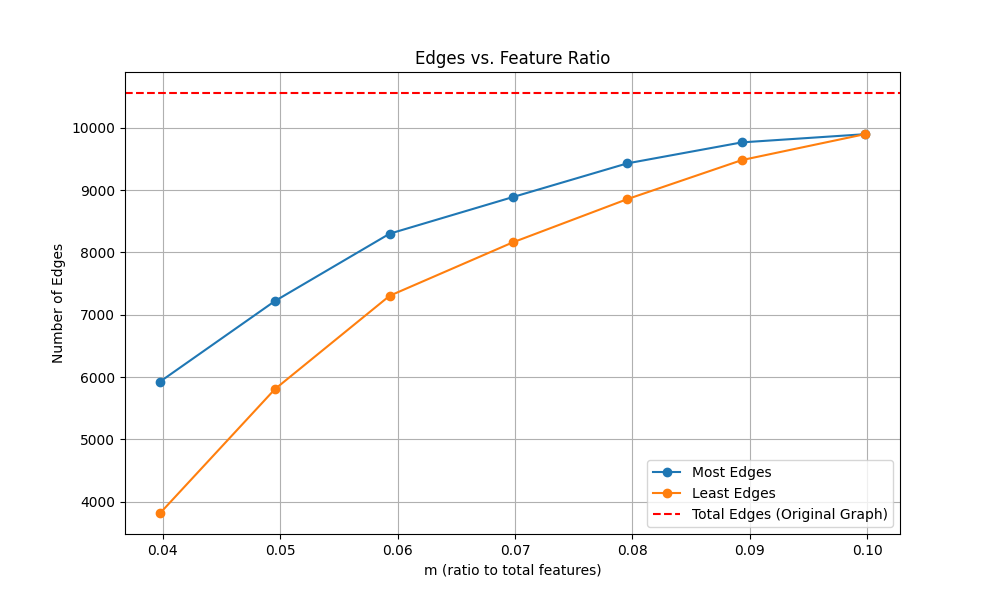 Edges vs. Feature Ratio
Number of Edges
10000
9000
8000
7000
6000
5000
4000
Most Edges
Least Edges
Total Edges (Original Graph)
0.04 0.05 0.06 0.07 0.08 0.09 0.10
m (ratio to total features)